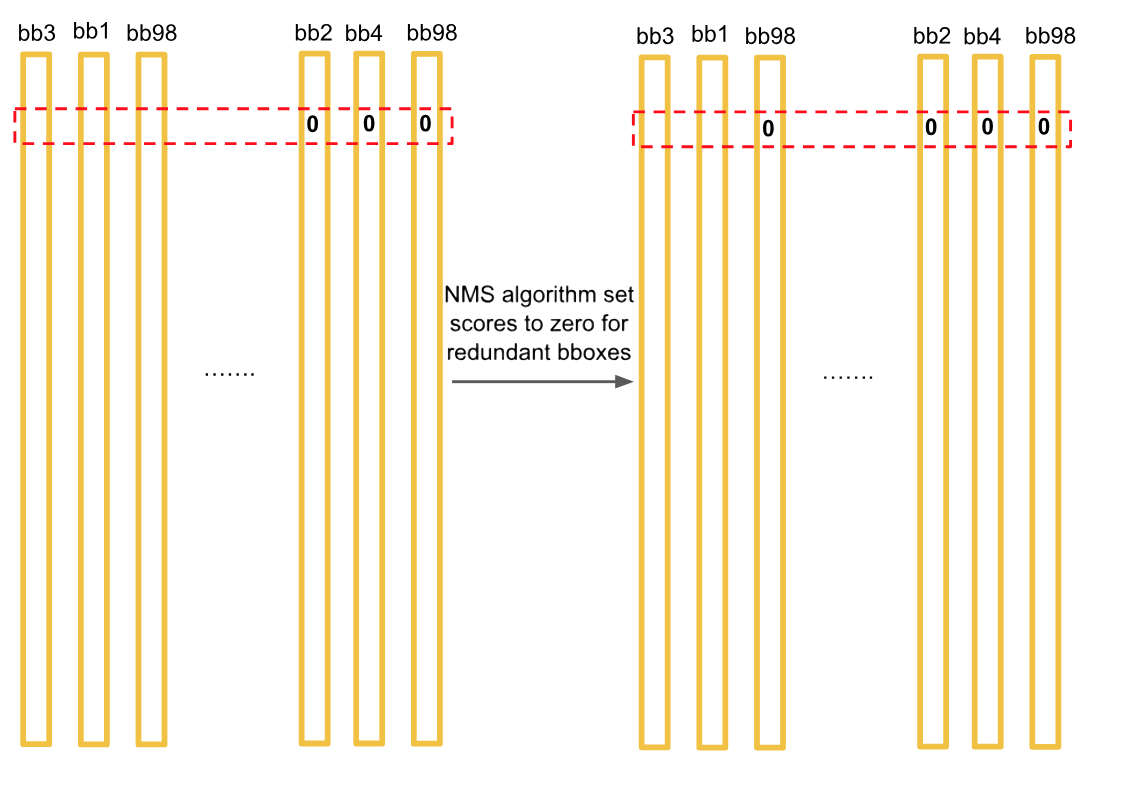 bb3 bb1 bb98 bb2 bb4 bb98
0 0 0
bb3 bb1 bb98 bb2 bb4 bb98
0 0 0 0
NMS algorithm set
scores to zero for
redundant bboxes
.......
.......